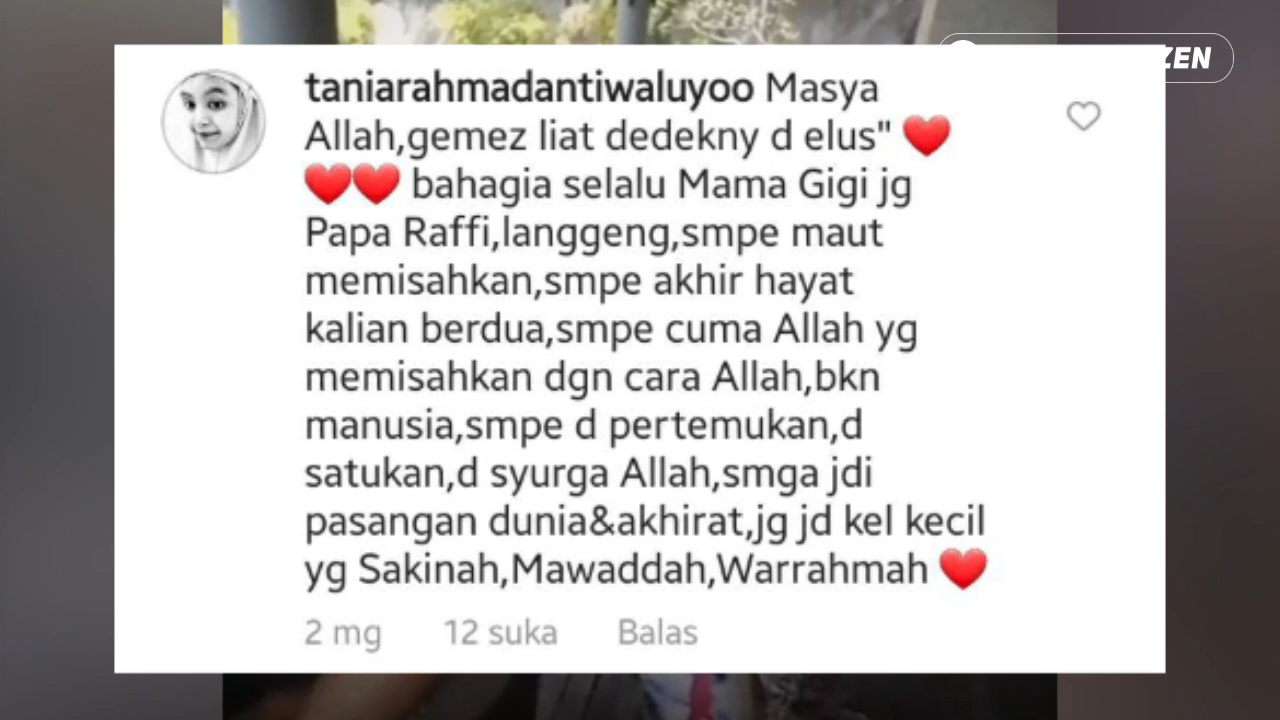 ZEN
taniarahmadantiwaluyoo Masya
Allah,gemez liat dedekny d elus" ❤️
❤️❤️ bahagia selalu Mama Gigi jg
Papa Raffi,langgeng,smpe maut
memisahkan,smpe akhir hayat
kalian berdua,smpe cuma Allah yg
memisahkan dgn cara Allah,bkn
manusia,smpe d pertemukan,d
satukan,d syurga Allah,smga jdi
pasangan dunia&akhirat,jg jd kel kecil
yg Sakinah,Mawaddah,Warrahmah ❤️
2 mg 12 suka Balas